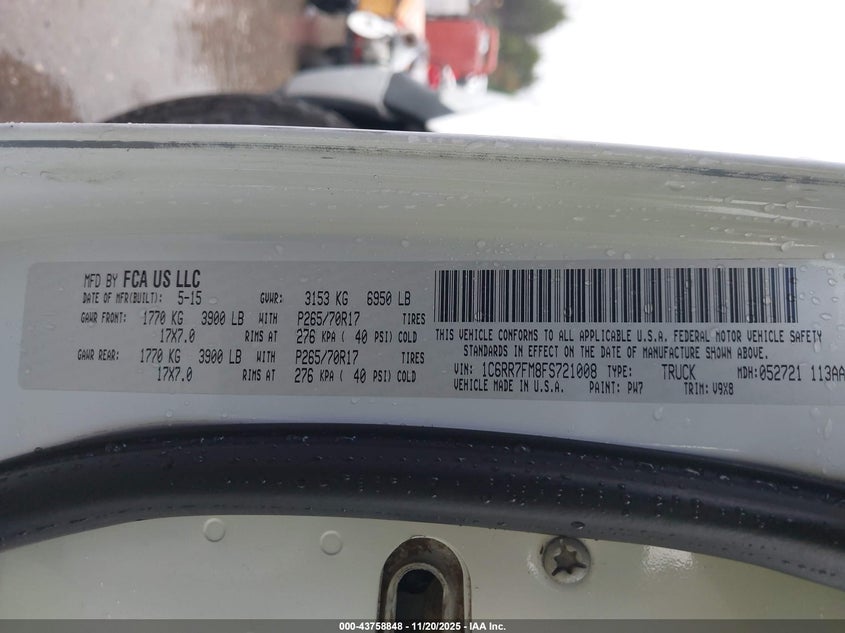 MFD BY FCA US LLC
DATE OF MFR(BUILT): 5-15 GVWR: 3153 KG 6950 LB
GAWR FRONT: 1770 KG 3900 LB WITH P265/70R17 TIRES
17X7.0 RIMS AT 276 KPA ( 40 PSI) COLD
GAWR REAR: 1770 KG 3900 LB WITH P265/70R17 TIRES
17X7.0 RIMS AT 276 KPA ( 40 PSI) COLD
THIS VEHICLE CONFORMS TO ALL APPLICABLE U.S.A. FEDERAL MOTOR VEHICLE SAFETY
STANDARDS IN EFFECT ON THE DATE OF MANUFACTURE SHOWN ABOVE.
VIN: 1C6RR7FM8FS721008 TYPE: TRUCK MDH:052721 113AA
VEHICLE MADE IN U.S.A. PAINT: PW7 TRIM: V9X8
000-43758848 - 11/20/2025 - IAA Inc.